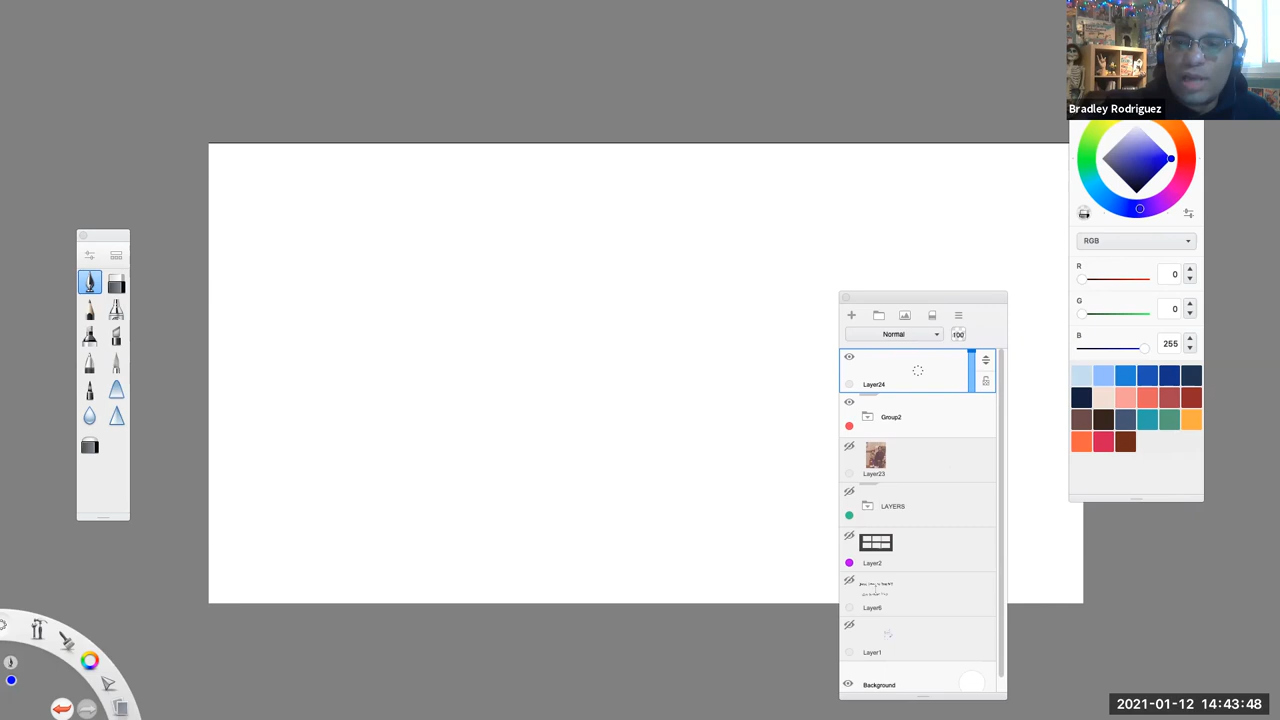 Bradley Rodriguez
RGB
R
0
G
0
B
255
Normal
100
Layer24
Group2
Layer23
LAYERS
Layer2
Layer6
Layer1
Background
2021-01-12 14:43:48